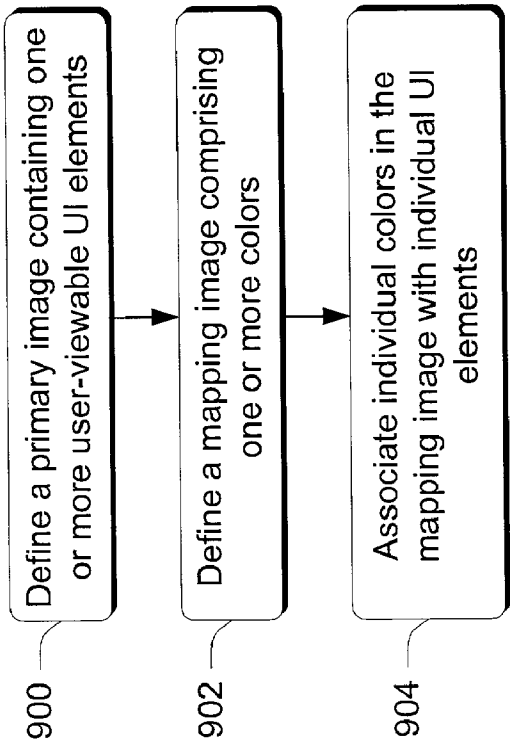 900
Define a primary image containing one
or more user-viewable UI elements
902
Define a mapping image comprising
one or more colors
904
Associate individual colors in the
mapping image with individual UI
elements